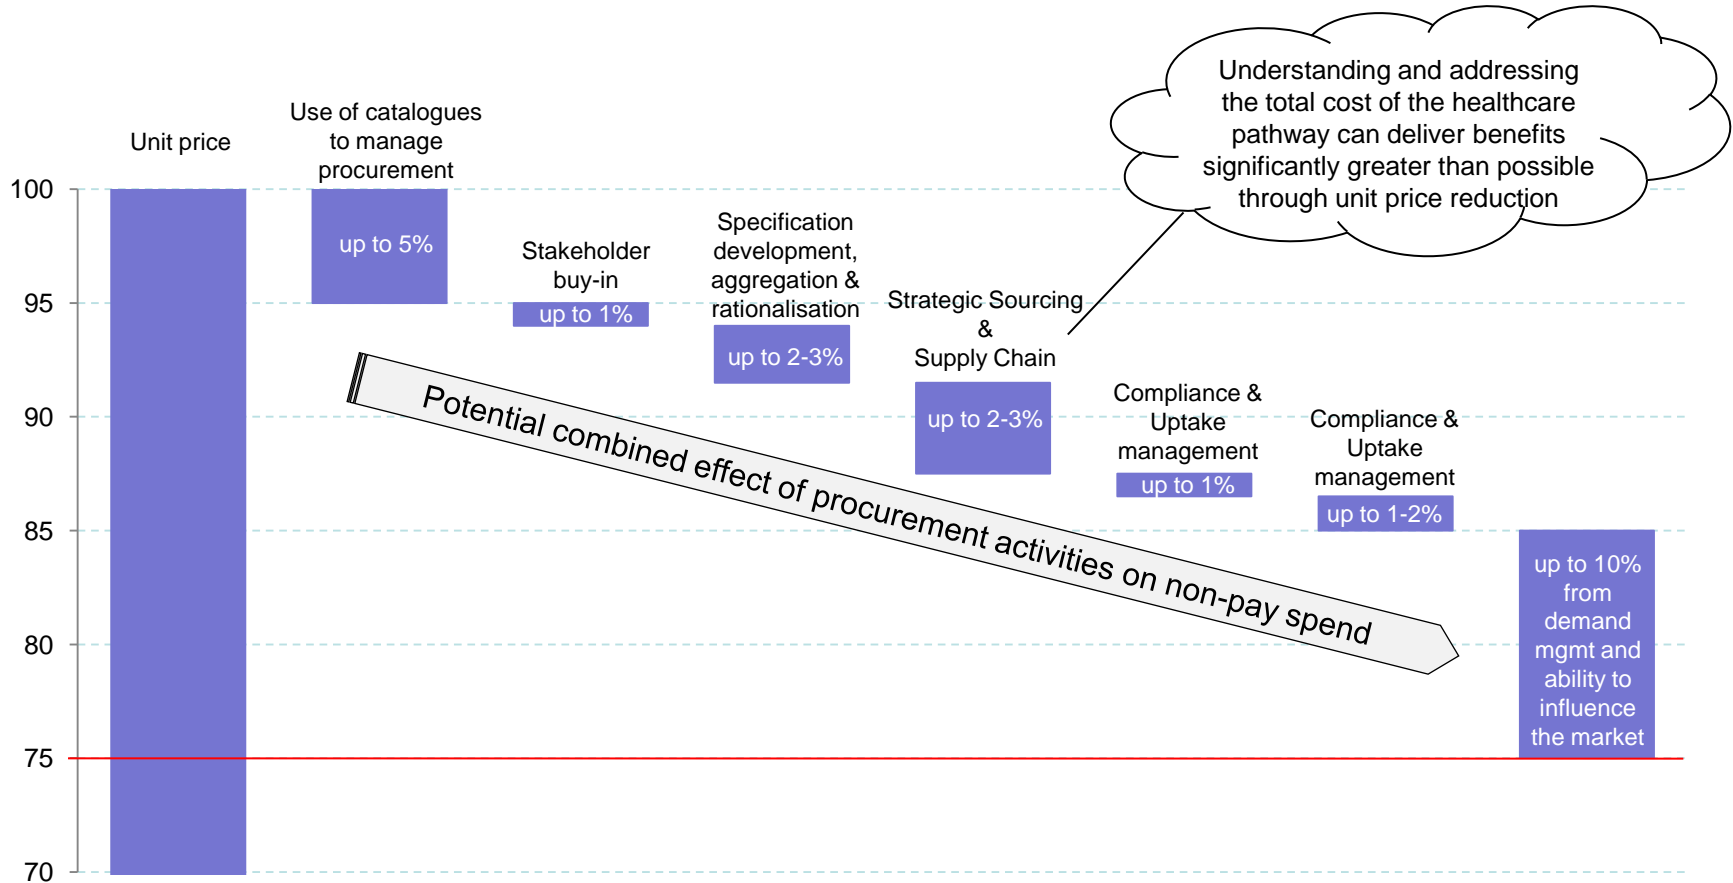 Understanding and addressing
the total cost of the healthcare
pathway can deliver benefits
significantly greater than possible
through unit price reduction
Unit price
Use of catalogues
to manage
procurement
up to 5%
Stakeholder
buy-in
up to 1%
Specification
development,
aggregation &
rationalisation
up to 2-3%
Strategic Sourcing
&
Supply Chain
up to 2-3%
Compliance &
Uptake
management
up to 1%
Compliance &
Uptake
management
up to 1-2%
up to 10%
from
demand
mgmt and
ability to
influence
the market
Potential combined effect of procurement activities on non-pay spend
100
95
90
85
80
75
70